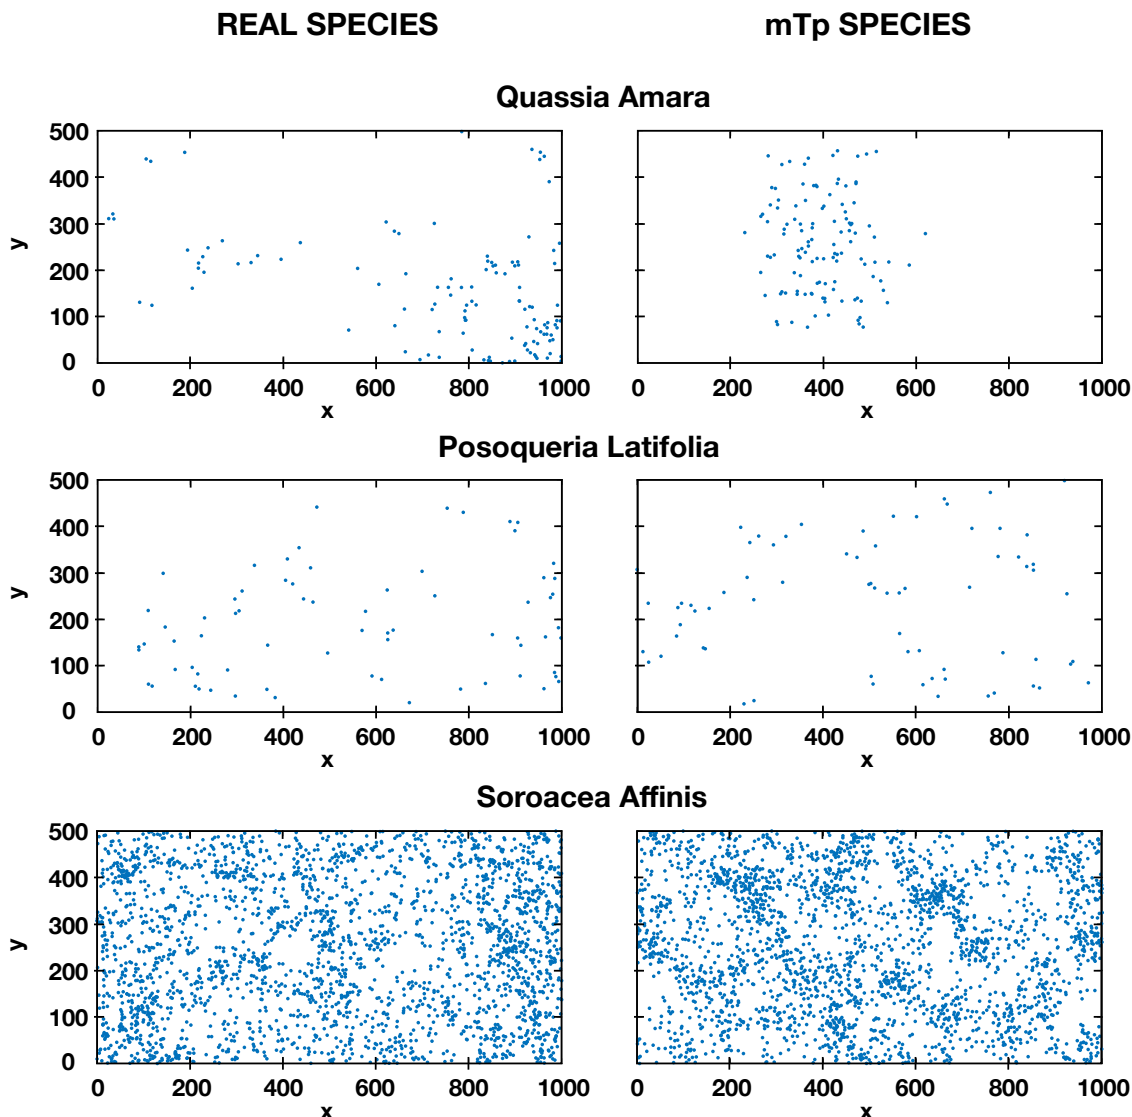 REAL SPECIES mTp SPECIES
Quassia Amara
500
400
300
200
100
0
y
0 200 400 600 800 1000
x
0 200 400 600 800 1000
x
Posoqueria Latifolia
500
400
300
200
100
0
y
0 200 400 600 800 1000
x
0 200 400 600 800 1000
x
Soroacea Affinis
500
400
300
200
100
0
y
0 200 400 600 800 1000
x
0 200 400 600 800 1000
x